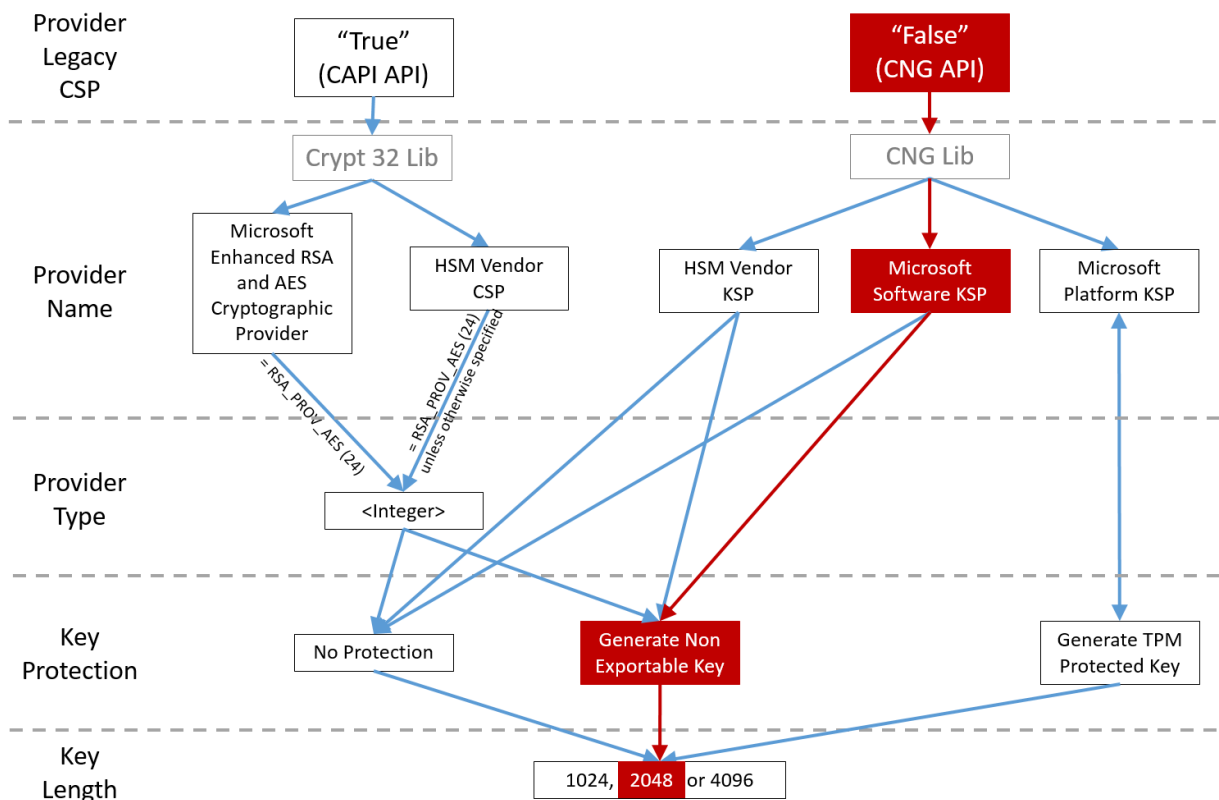 Provider
Legacy
CSP
“True”
(CAPI API)
“False”
(CNG API)
Crypt 32 Lib
CNG Lib
Provider
Name
Microsoft
Enhanced RSA
and AES
Cryptographic
Provider
HSM Vendor
CSP
HSM Vendor
KSP
Microsoft
Software KSP
Microsoft
Platform KSP
= RSA_PROV_AES (24)
= RSA_PROV_AES (24)
unless otherwise specified
Provider
Type
<Integer>
Key
Protection
No Protection
Generate Non
Exportable Key
Generate TPM
Protected Key
Key
Length
1024, 2048 or 4096